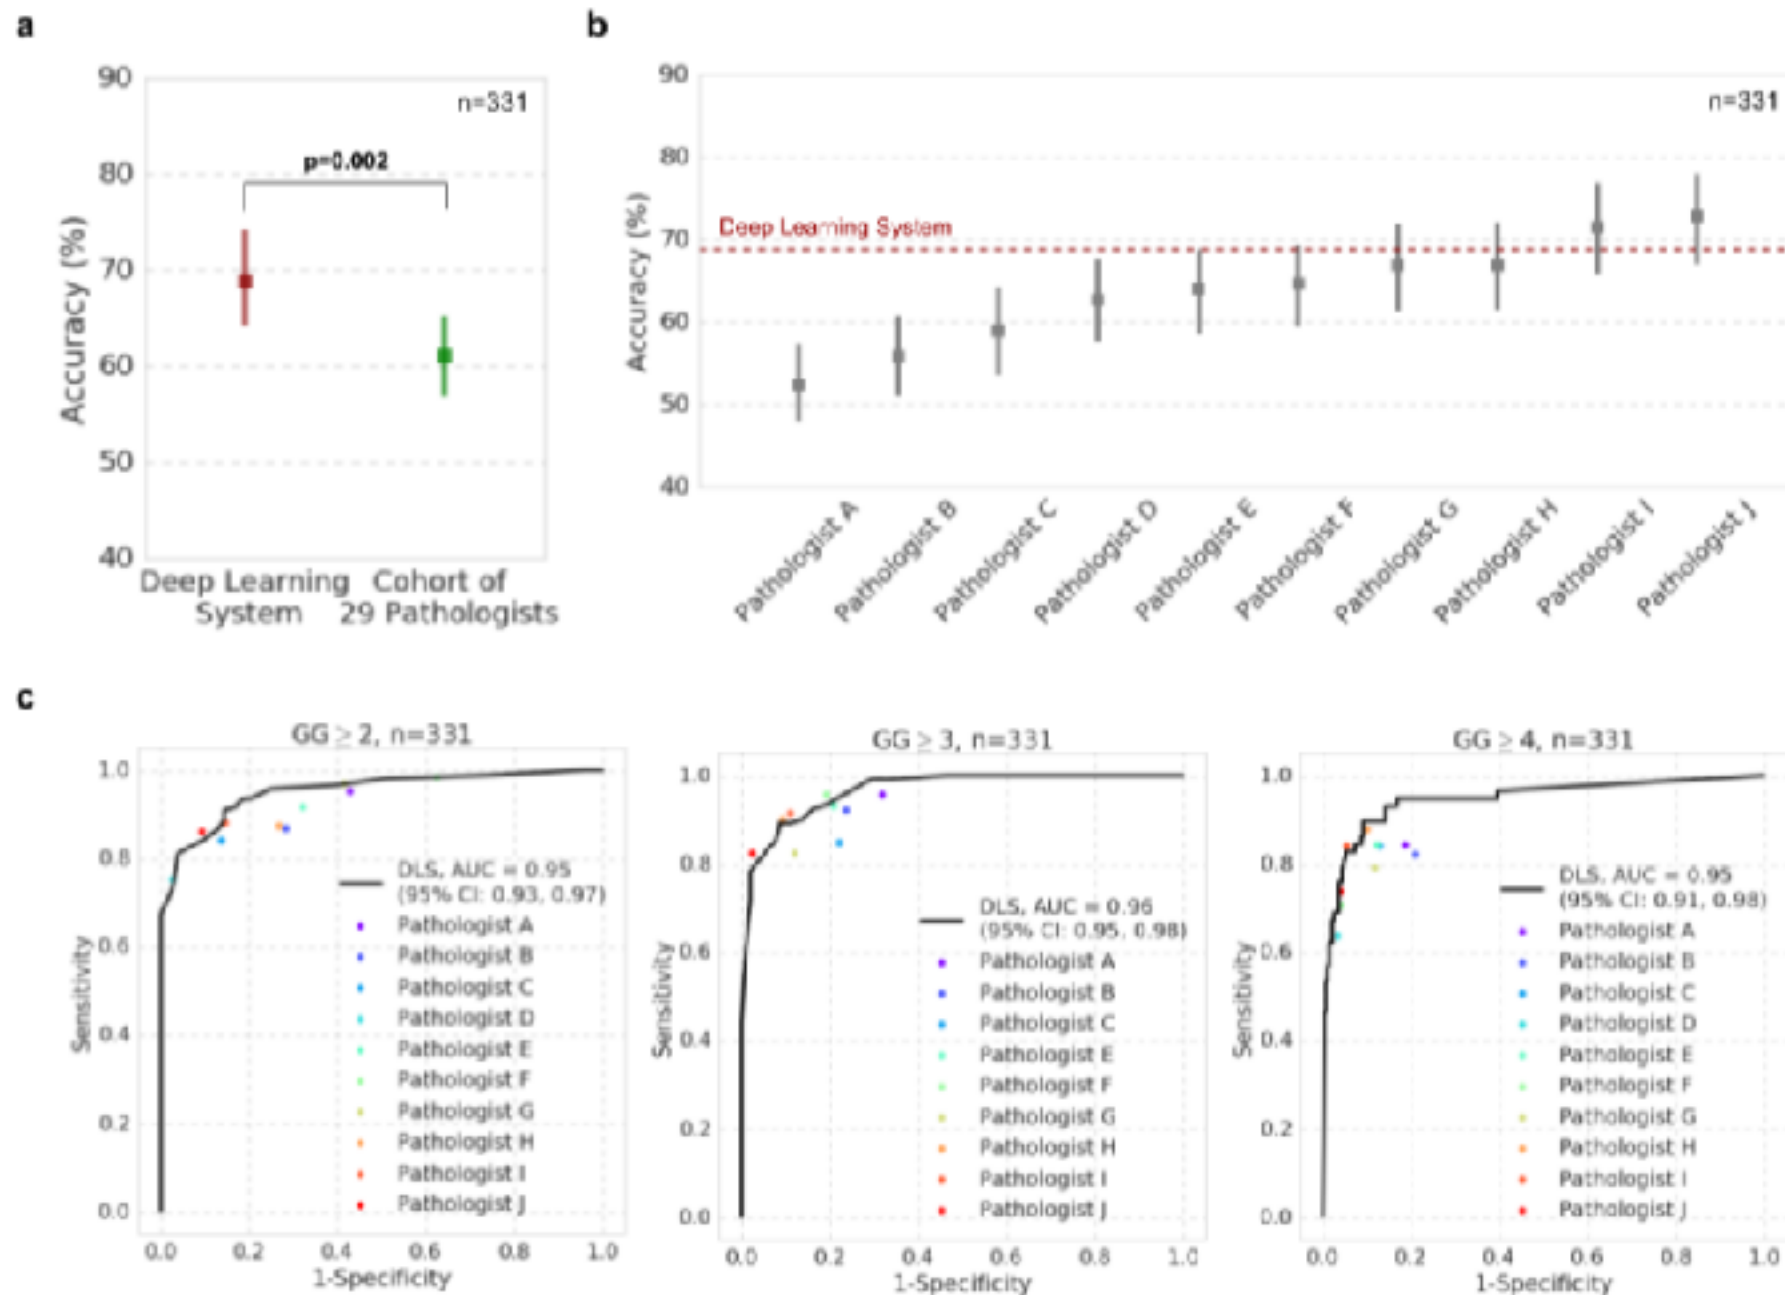 a
90
80
70
60
50
40
Accuracy (%)
n=331
p=0.002
Deep Learning System
Cohort of 29 Pathologists
b
90
80
70
60
50
40
Accuracy (%)
n=331
Deep Learning System
Pathologist A
Pathologist B
Pathologist C
Pathologist D
Pathologist E
Pathologist F
Pathologist G
Pathologist H
Pathologist I
Pathologist J
c
GG ≥ 2, n=331
1.0
0.8
0.6
0.4
0.2
0.0
Sensitivity
DLS, AUC = 0.95
(95% CI: 0.93, 0.97)
Pathologist A
Pathologist B
Pathologist C
Pathologist D
Pathologist E
Pathologist F
Pathologist G
Pathologist H
Pathologist I
Pathologist J
0.0 0.2 0.4 0.6 0.8 1.0
1-Specificity
GG ≥ 3, n=331
1.0
0.8
0.6
0.4
0.2
0.0
Sensitivity
DLS, AUC = 0.96
(95% CI: 0.95, 0.98)
Pathologist A
Pathologist B
Pathologist C
Pathologist E
Pathologist F
Pathologist G
Pathologist H
Pathologist I
Pathologist J
0.0 0.2 0.4 0.6 0.8 1.0
1-Specificity
GG ≥ 4, n=331
1.0
0.8
0.6
0.4
0.2
0.0
Sensitivity
DLS, AUC = 0.95
(95% CI: 0.91, 0.98)
Pathologist A
Pathologist B
Pathologist C
Pathologist D
Pathologist E
Pathologist F
Pathologist G
Pathologist H
Pathologist I
Pathologist J
0.0 0.2 0.4 0.6 0.8 1.0
1-Specificity